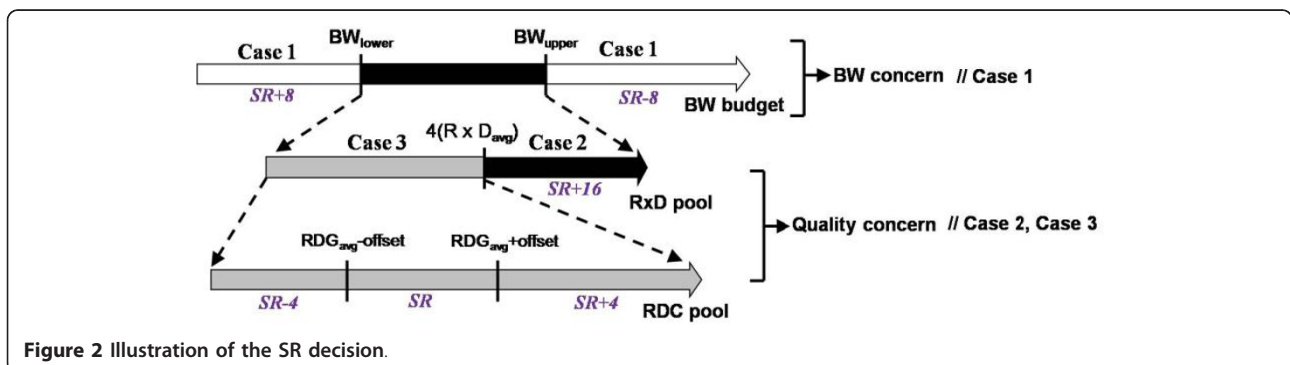 BWlower BWupper
Case 1 Case 1
SR+8 SR-8
BW budget
BW concern // Case 1
4(R x Davg)
Case 3 Case 2
SR+16
RxD pool
Quality concern // Case 2, Case 3
RDGavg-offset RDGavg+offset
SR-4 SR SR+4
RDC pool
Figure 2 Illustration of the SR decision.